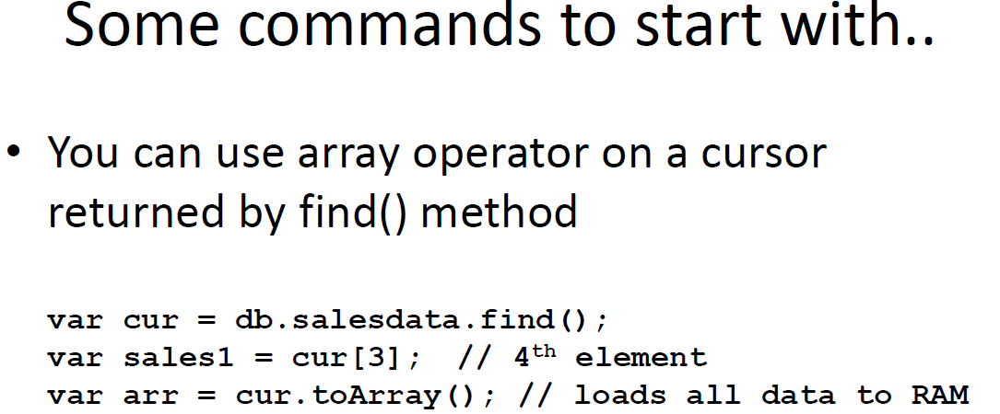 Some commands to start with..
• You can use array operator on a cursor
returned by find() method
var cur = db.salesdata.find();
var sales1 = cur[3]; // 4th element
var arr = cur.toArray(); // loads all data to RAM